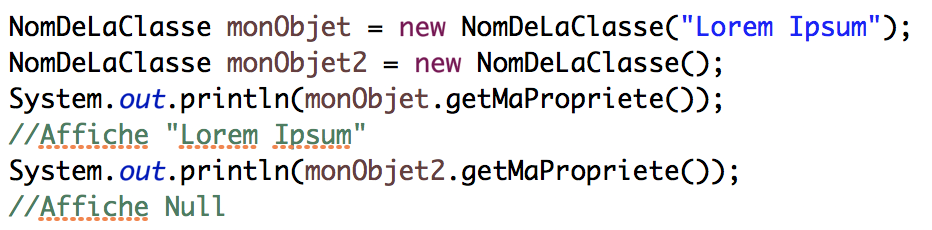 NomDeLaClasse monObjet = new NomDeLaClasse("Lorem Ipsum");
NomDeLaClasse monObjet2 = new NomDeLaClasse();
System.out.println(monObjet.getMaPropriete());
//Affiche "Lorem Ipsum"
System.out.println(monObjet2.getMaPropriete());
//Affiche Null